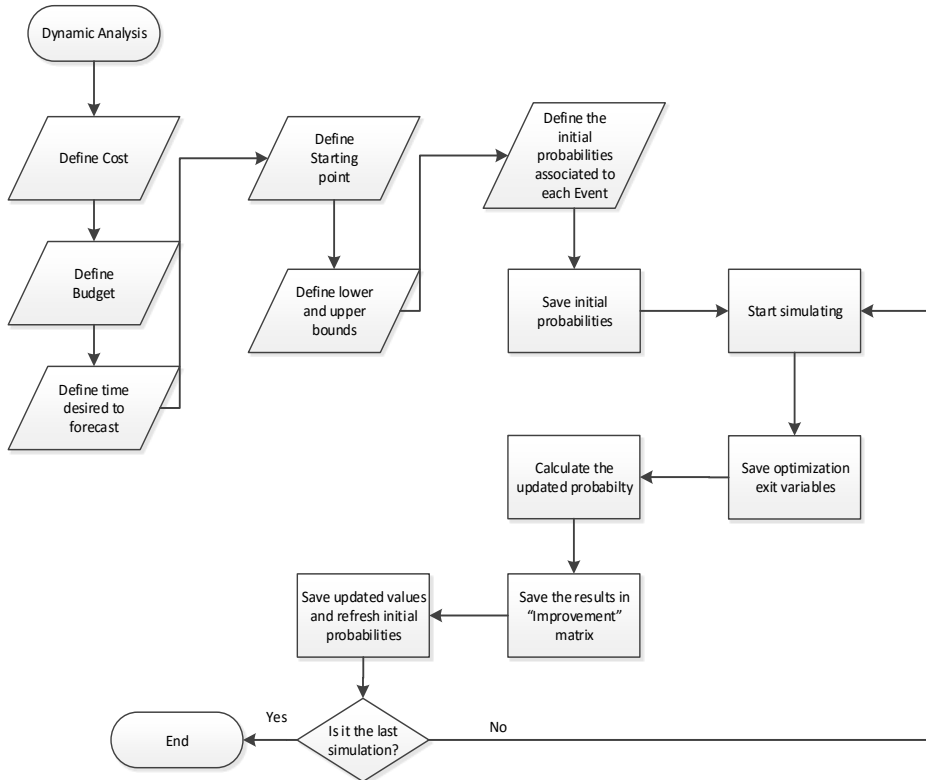 Dynamic Analysis
Define Cost
Define
Budget
Define time
desired to
forecast
Define
Starting
point
Define lower
and upper
bounds
Define the
initial
probabilities
associated to
each Event
Save initial
probabilities
Start simulating
Save optimization
exit variables
Calculate the
updated probabilty
Save the results in
“Improvement”
matrix
Save updated values
and refresh initial
probabilities
Is it the last
simulation?
Yes
No
End